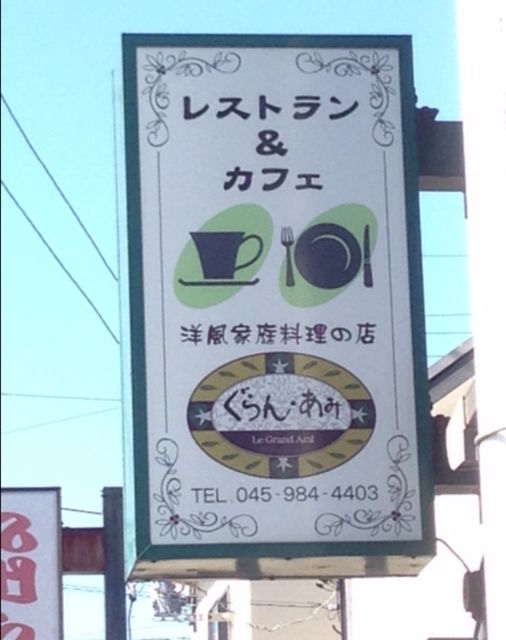 レストラン
&
カフェ
洋風家庭料理の店
ぐらん・あみ
Le Grand Ami
TEL.045-984-4403